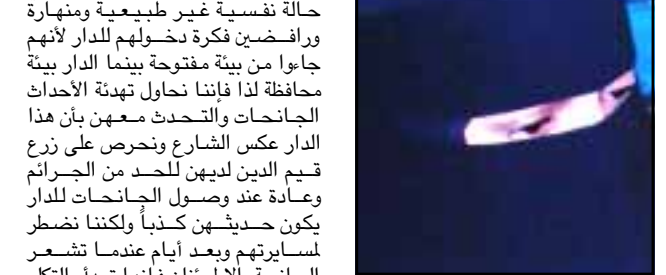 حالة نفسية غير طبيعية ومنهارة
ورافضين فكرة دخولهم للدار لأنهم
جاءوا من بيئة مفتوحة بينما الدار بيئة
محافظة لذا فإننا نحاول تهدئة الأحداث
الجانحات والتحدث معهن بأن هذا
الدار عكس الشارع ونحرص على زرع
قيم الدين لديهن للحد من الجرائم
وعادة عند وصول الجانحات للدار
يكون حديثهن كذباً ولكننا نضطر
لمسايرتهم وبعد أيام عندما تشعر